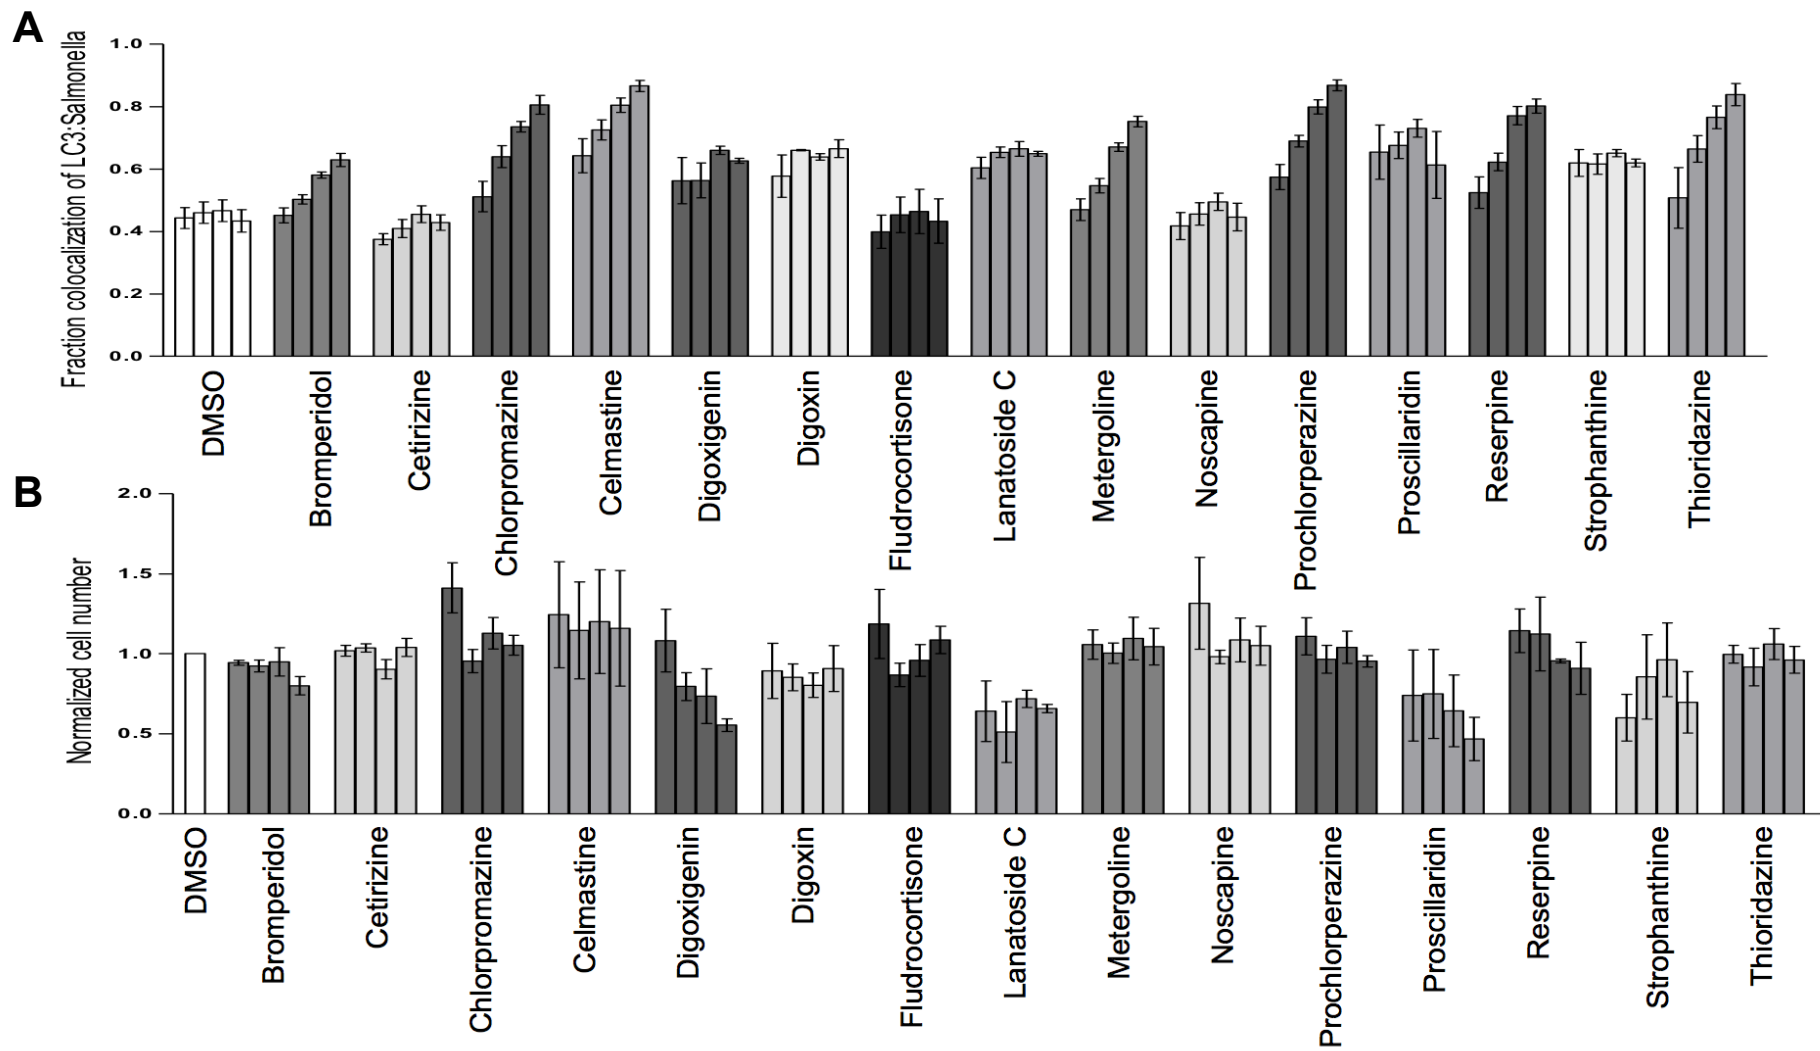 A
Fraction colocalization of LC3:Salmonella
1.0
0.8
0.6
0.4
0.2
0.0
DMSO
Bromperidol
Cetirizine
Chlorpromazine
Celmastine
Digoxigenin
Digoxin
Fludrocortisone
Lanatoside C
Metergoline
Noscapine
Prochlorperazine
Proscillaridin
Reserpine
Strophanthine
Thioridazine
B
Normalized cell number
2.0
1.5
1.0
0.5
0.0
DMSO
Bromperidol
Cetirizine
Chlorpromazine
Celmastine
Digoxigenin
Digoxin
Fludrocortisone
Lanatoside C
Metergoline
Noscapine
Prochlorperazine
Proscillaridin
Reserpine
Strophanthine
Thioridazine